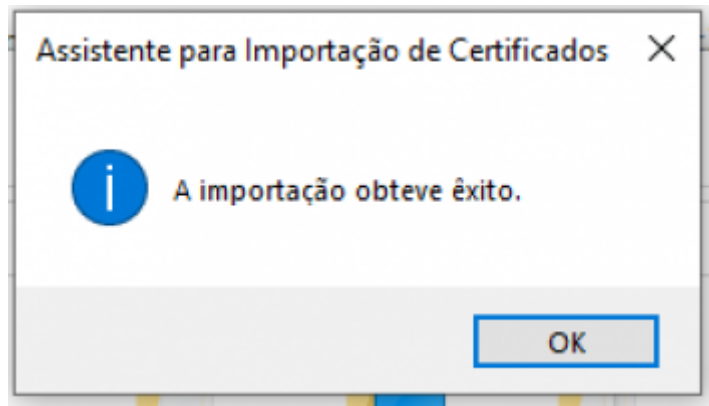 Assistente para Importação de Certificados
A importação obteve êxito.
OK